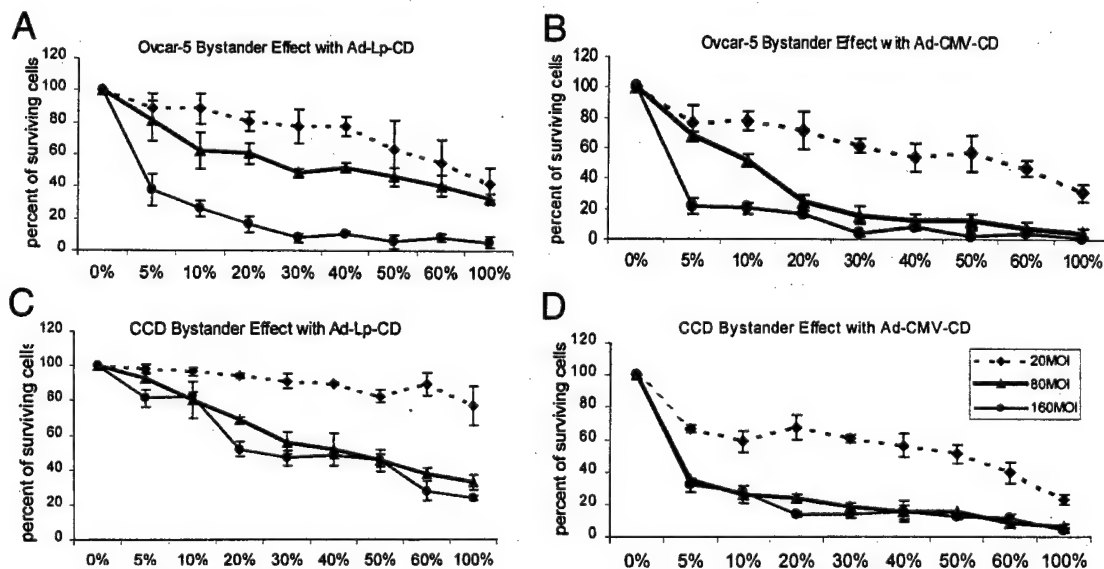 A
Ovcar-5 Bystander Effect with Ad-Lp-CD
percent of surviving cells
120
100
80
60
40
20
0
0% 5% 10% 20% 30% 40% 50% 60% 100%
B
Ovcar-5 Bystander Effect with Ad-CMV-CD
percent of surviving cells
120
100
80
60
40
20
0
0% 5% 10% 20% 30% 40% 50% 60% 100%
C
CCD Bystander Effect with Ad-Lp-CD
percent of surviving cells
120
100
80
60
40
20
0
0% 5% 10% 20% 30% 40% 50% 60% 100%
D
CCD Bystander Effect with Ad-CMV-CD
percent of surviving cells
120
100
80
60
40
20
0
0% 5% 10% 20% 30% 40% 50% 60% 100%
20MOI
80MOI
160MOI